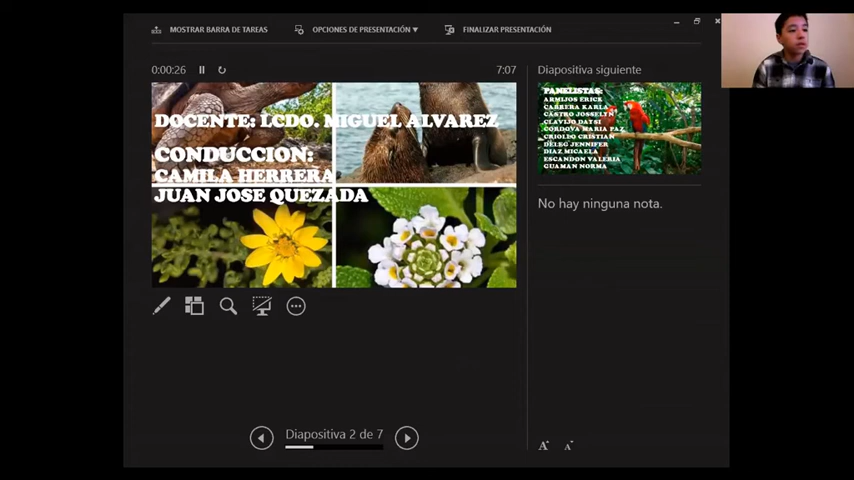 MOSTRAR BARRA DE TAREAS
OPCIONES DE PRESENTACIÓN ▼
FINALIZAR PRESENTACIÓN
0:00:26
7:07
DOCENTE: LCDO. MIGUEL ALVAREZ
CONDUCCION:
CAMILA HERRERA
JUAN JOSE QUEZADA
Diapositiva siguiente
PANELISTAS:
ARMIJOS ERICK
CABRERA KARLA
CASTRO JOSSELYN
CLAVIJO DAYSI
CORDOVA MARIA PAZ
CRIOLLO CRISTIAN
DELEG JENNIFER
DIAZ MICAELA
ESCANDON VALERIA
GUAMAN NORMA
No hay ninguna nota.
Diapositiva 2 de 7
A A